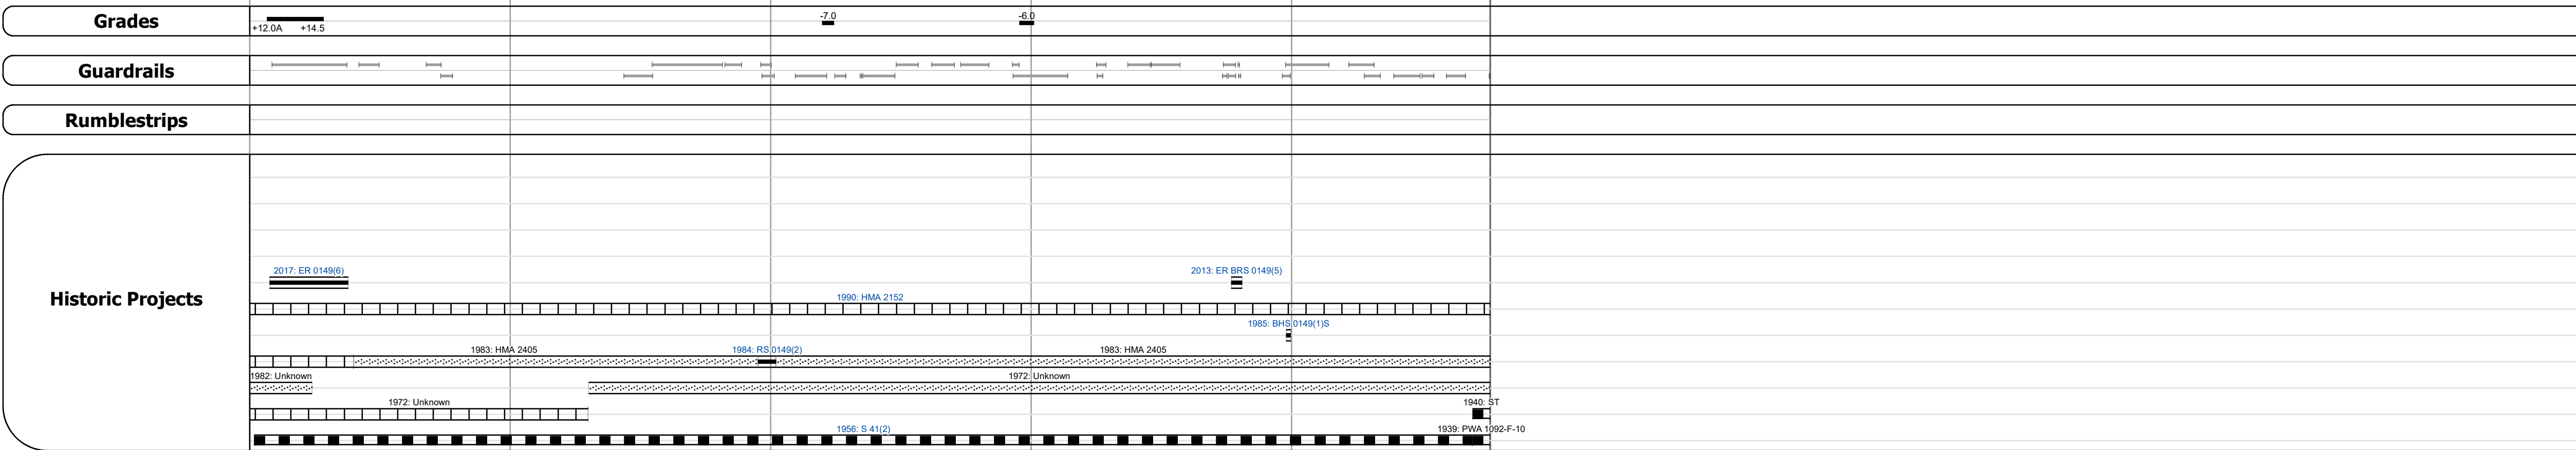 Grades
-7.0
-6.0
+12.0A
+14.5
Guardrails
Rumblestrips
Historic Projects
2017: ER 0149(6)
2013: ER BRS 0149(5)
1990: HMA 2152
1985: BHS 0149(1)S
1983: HMA 2405
1984: RS 0149(2)
1983: HMA 2405
1982: Unknown
1972: Unknown
1972: Unknown
1940: ST
1956: S 41(2)
1939: PWA 1092-F-10